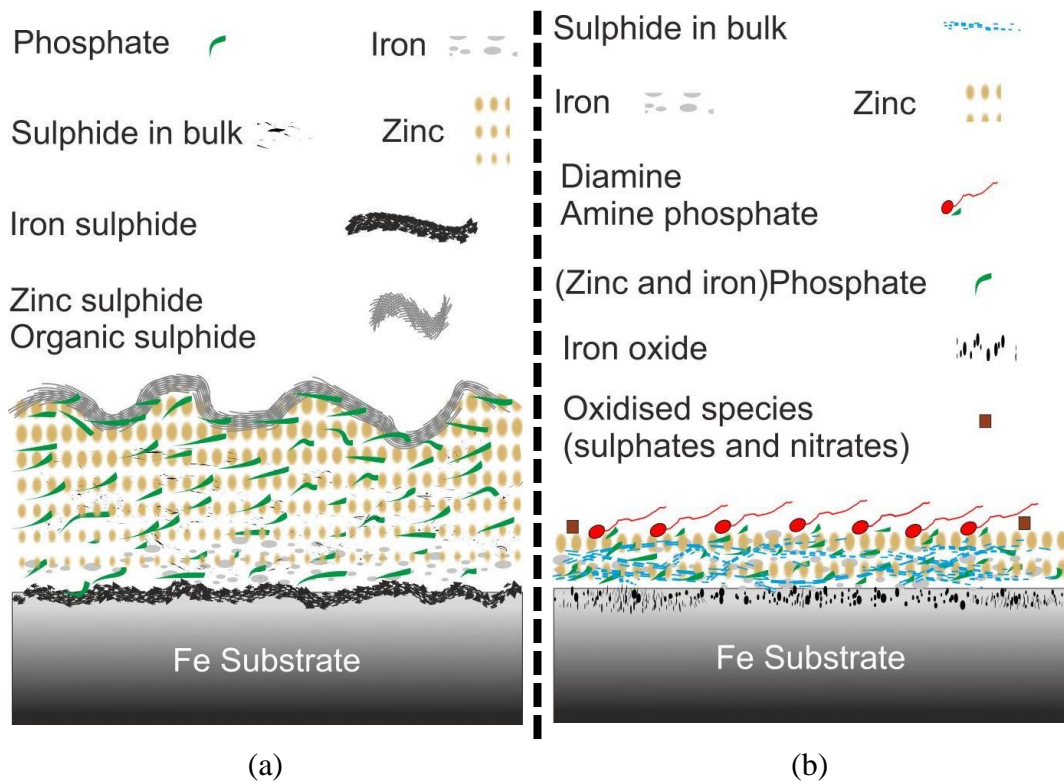 Phosphate
Iron
Sulphide in bulk
Zinc
Iron sulphide
Zinc sulphide
Organic sulphide
Fe Substrate
(a)
Sulphide in bulk
Iron
Zinc
Diamine
Amine phosphate
(Zinc and iron)Phosphate
Iron oxide
Oxidised species
(sulphates and nitrates)
Fe Substrate
(b)